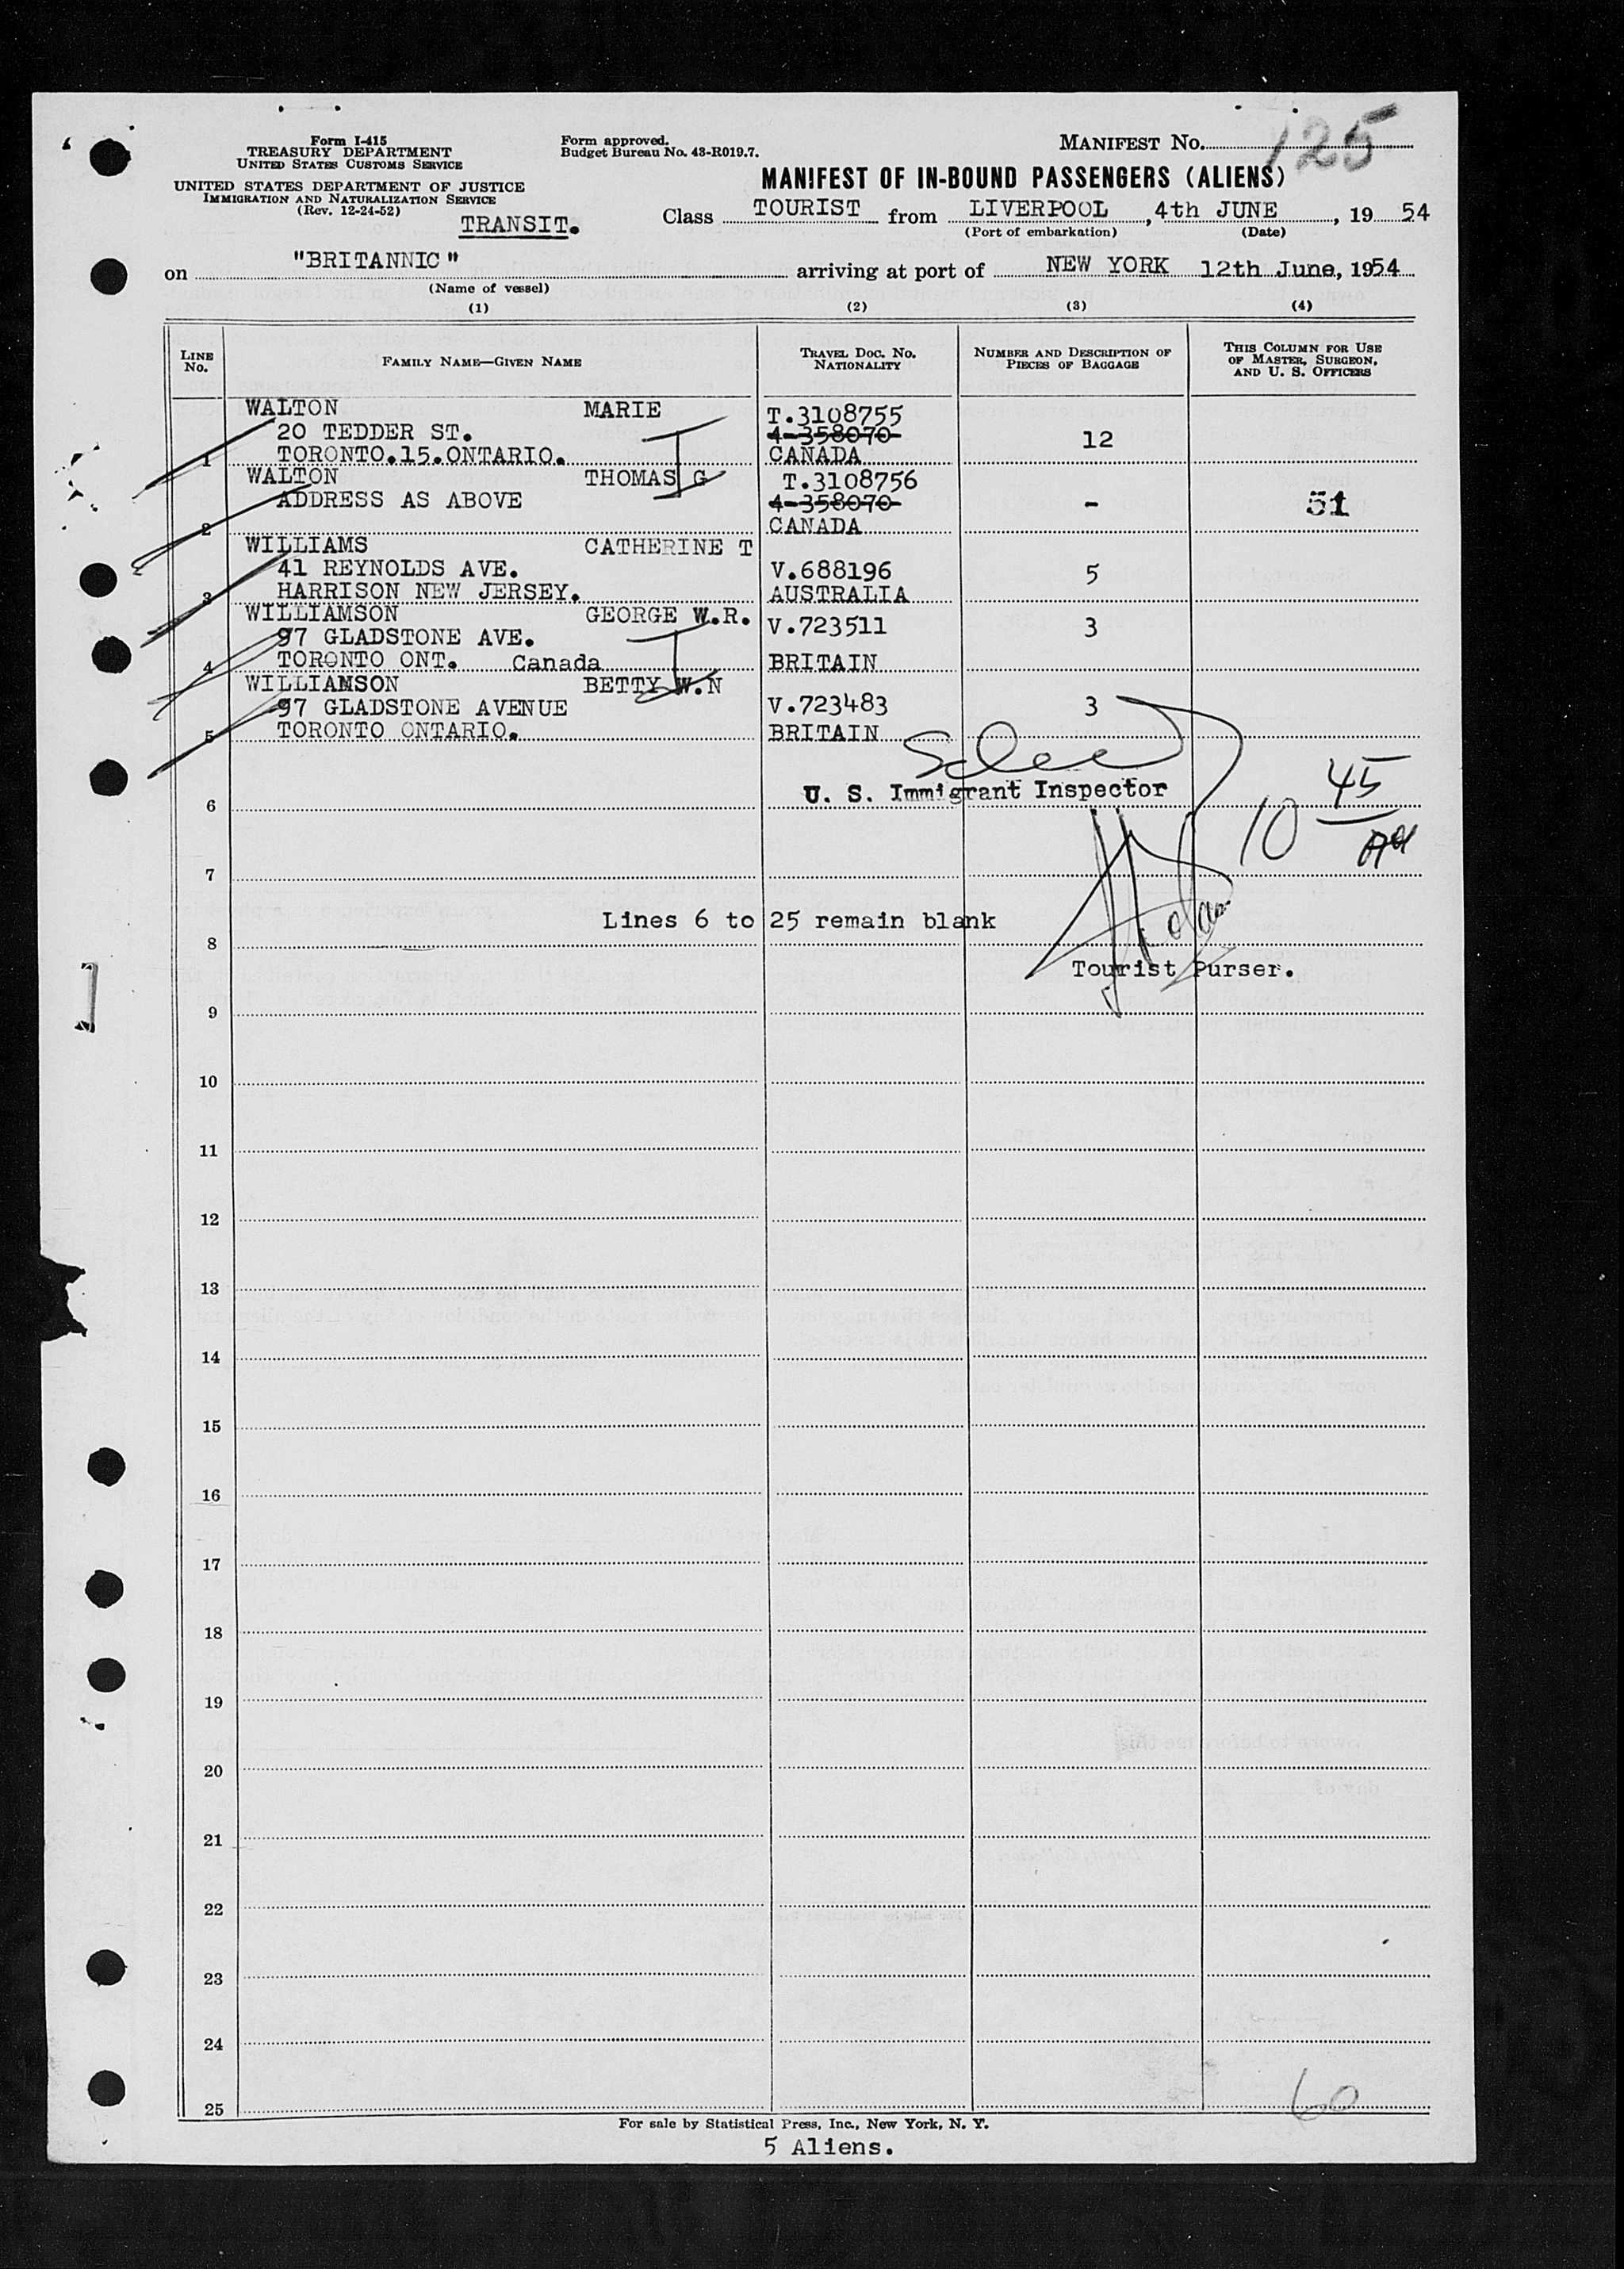 Form I-415
TREASURY DEPARTMENT
UNITED STATES CUSTOMS SERVICE
UNITED STATES DEPARTMENT OF JUSTICE
IMMIGRATION AND NATURALIZATION SERVICE
(Rev. 12-24-52)
TRANSIT.
Form approved.
Budget Bureau No. 43-R019.7.
MANIFEST No. 125
MANIFEST OF IN-BOUND PASSENGERS (ALIENS)
Class TOURIST from LIVERPOOL, 4th JUNE, 19 54
(Port of embarkation) (Date)
on "BRITANNIC" arriving at port of NEW YORK 12th June, 1954
(Name of vessel)
(1) (2) (3) (4)
LINE No. FAMILY NAME—GIVEN NAME TRAVEL DOC. NO. NATIONALITY NUMBER AND DESCRIPTION OF PIECES OF BAGGAGE THIS COLUMN FOR USE OF MASTER, SURGEON, AND U. S. OFFICERS
WALTON MARIE T.3108755
20 TEDDER ST. 4-358070 12
1 TORONTO.15.ONTARIO. CANADA
WALTON THOMAS G T.3108756
ADDRESS AS ABOVE 4-358070 - 51
2 CANADA
WILLIAMS CATHERINE T
41 REYNOLDS AVE. V.688196 5
3 HARRISON NEW JERSEY. AUSTRALIA
WILLIAMSON GEORGE W.R.
97 GLADSTONE AVE. V.723511 3
4 TORONTO ONT. Canada BRITAIN
WILLIAMSON BETTY W.N
97 GLADSTONE AVENUE V.723483 3
5 TORONTO ONTARIO. BRITAIN
U. S. Immigrant Inspector
10 45
6
7
Lines 6 to 25 remain blank
8
Tourist Purser.
9
10
11
12
13
14
15
16
17
18
19
20
21
22
23
24
60
25
For sale by Statistical Press, Inc., New York, N. Y.
5 Aliens.